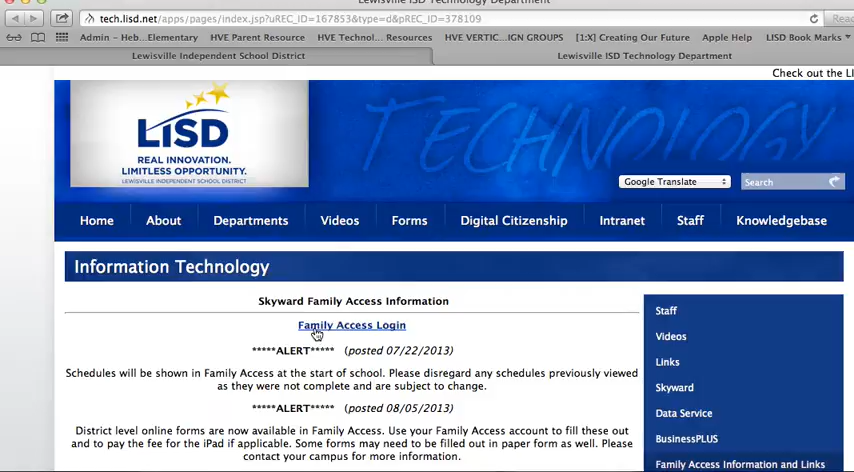 Lewisville ISD Technology Department
tech.lisd.net/apps/pages/index.jsp?uREC_ID=167853&type=d&pREC_ID=378109
Admin - Heb...Elementary HVE Parent Resource HVE Technol... Resources HVE VERTIC...IGN GROUPS [1:X] Creating Our Future Apple Help LISD Book Marks
Lewisville Independent School District Lewisville ISD Technology Department
Check out the LI
LISD
REAL INNOVATION.
LIMITLESS OPPORTUNITY.
LEWISVILLE INDEPENDENT SCHOOL DISTRICT
TECHNOLOGY
Google Translate Search
Home About Departments Videos Forms Digital Citizenship Intranet Staff Knowledgebase
Information Technology
Skyward Family Access Information
Family Access Login
*****ALERT***** (posted 07/22/2013)
Schedules will be shown in Family Access at the start of school. Please disregard any schedules previously viewed
as they were not complete and are subject to change.
*****ALERT***** (posted 08/05/2013)
District level online forms are now available in Family Access. Use your Family Access account to fill these out
and to pay the fee for the iPad if applicable. Some forms may need to be filled out in paper form as well. Please
contact your campus for more information.
Staff
Videos
Links
Skyward
Data Service
BusinessPLUS
Family Access Information and Links